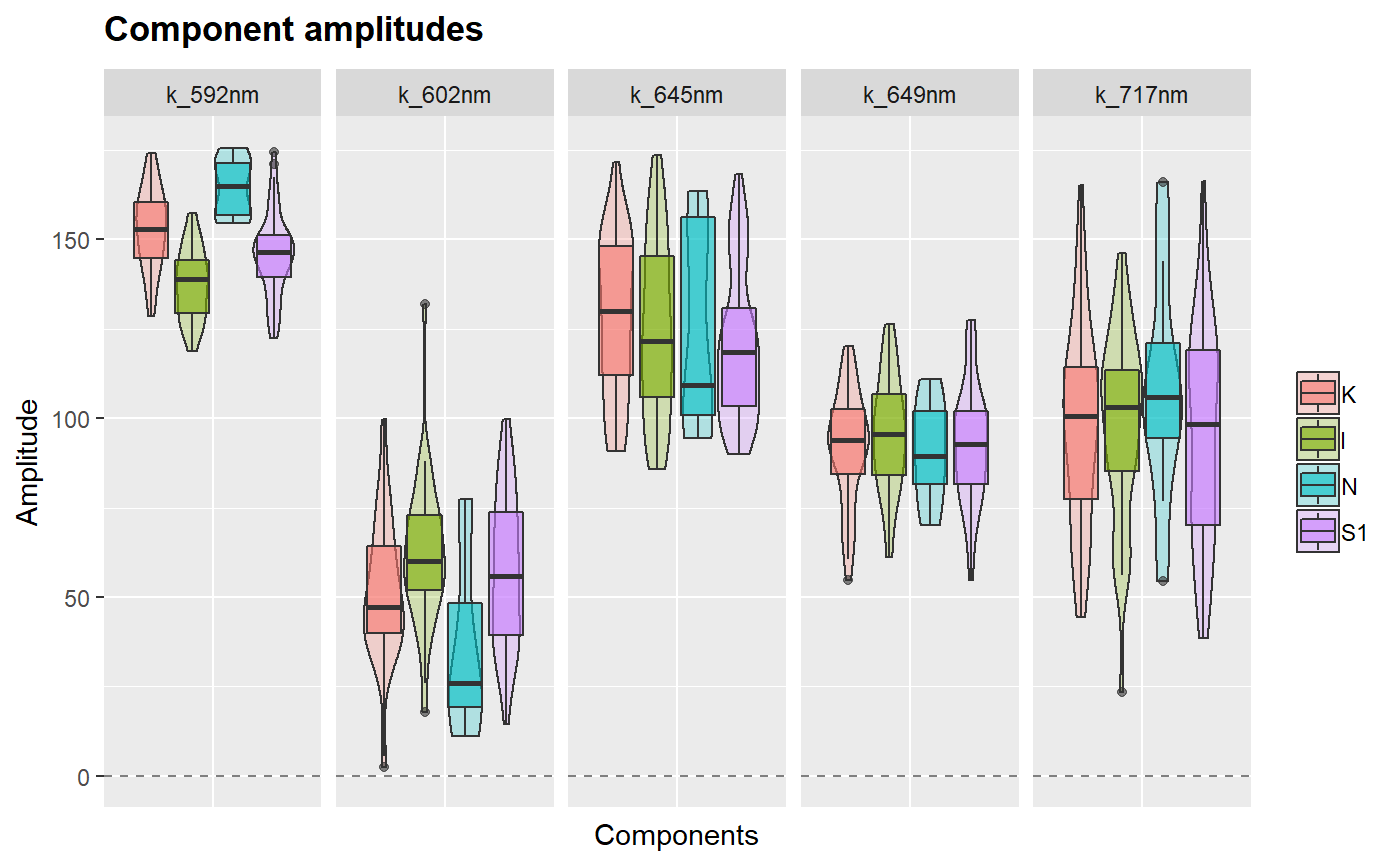 Component amplitudes
k_592nm k_602nm k_645nm k_649nm k_717nm
150
100
50
0
Amplitude
Components
K
I
N
S1